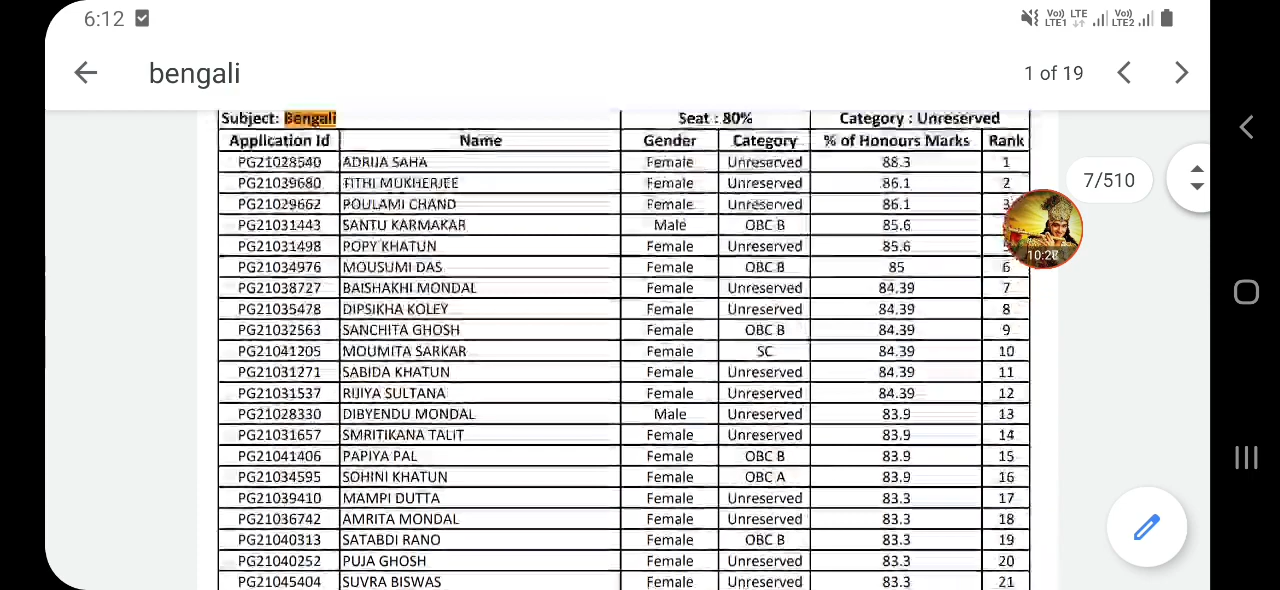 6:12
Vo)) LTE Vo))
LTE1 LTE2
bengali
1 of 19
Subject: Bengali Seat : 80% Category : Unreserved
Application Id Name Gender Category % of Honours Marks Rank
PG21028540 ADRIJA SAHA Female Unreserved 88.3 1
PG21039680 TITHI MUKHERJEE Female Unreserved 86.1 2
PG21029662 POULAMI CHAND Female Unreserved 86.1 3
PG21031443 SANTU KARMAKAR Male OBC B 85.6
PG21031498 POPY KHATUN Female Unreserved 85.6
PG21034976 MOUSUMI DAS Female OBC B 85 6
PG21038727 BAISHAKHI MONDAL Female Unreserved 84.39 7
PG21035478 DIPSIKHA KOLEY Female Unreserved 84.39 8
PG21032563 SANCHITA GHOSH Female OBC B 84.39 9
PG21041205 MOUMITA SARKAR Female SC 84.39 10
PG21031271 SABIDA KHATUN Female Unreserved 84.39 11
PG21031537 RIJIYA SULTANA Female Unreserved 84.39 12
PG21028330 DIBYENDU MONDAL Male Unreserved 83.9 13
PG21031657 SMRITIKANA TALIT Female Unreserved 83.9 14
PG21041406 PAPIYA PAL Female OBC B 83.9 15
PG21034595 SOHINI KHATUN Female OBC A 83.9 16
PG21039410 MAMPI DUTTA Female Unreserved 83.3 17
PG21036742 AMRITA MONDAL Female Unreserved 83.3 18
PG21040313 SATABDI RANO Female OBC B 83.3 19
PG21040252 PUJA GHOSH Female Unreserved 83.3 20
PG21045404 SUVRA BISWAS Female Unreserved 83.3 21
7/510
10:28